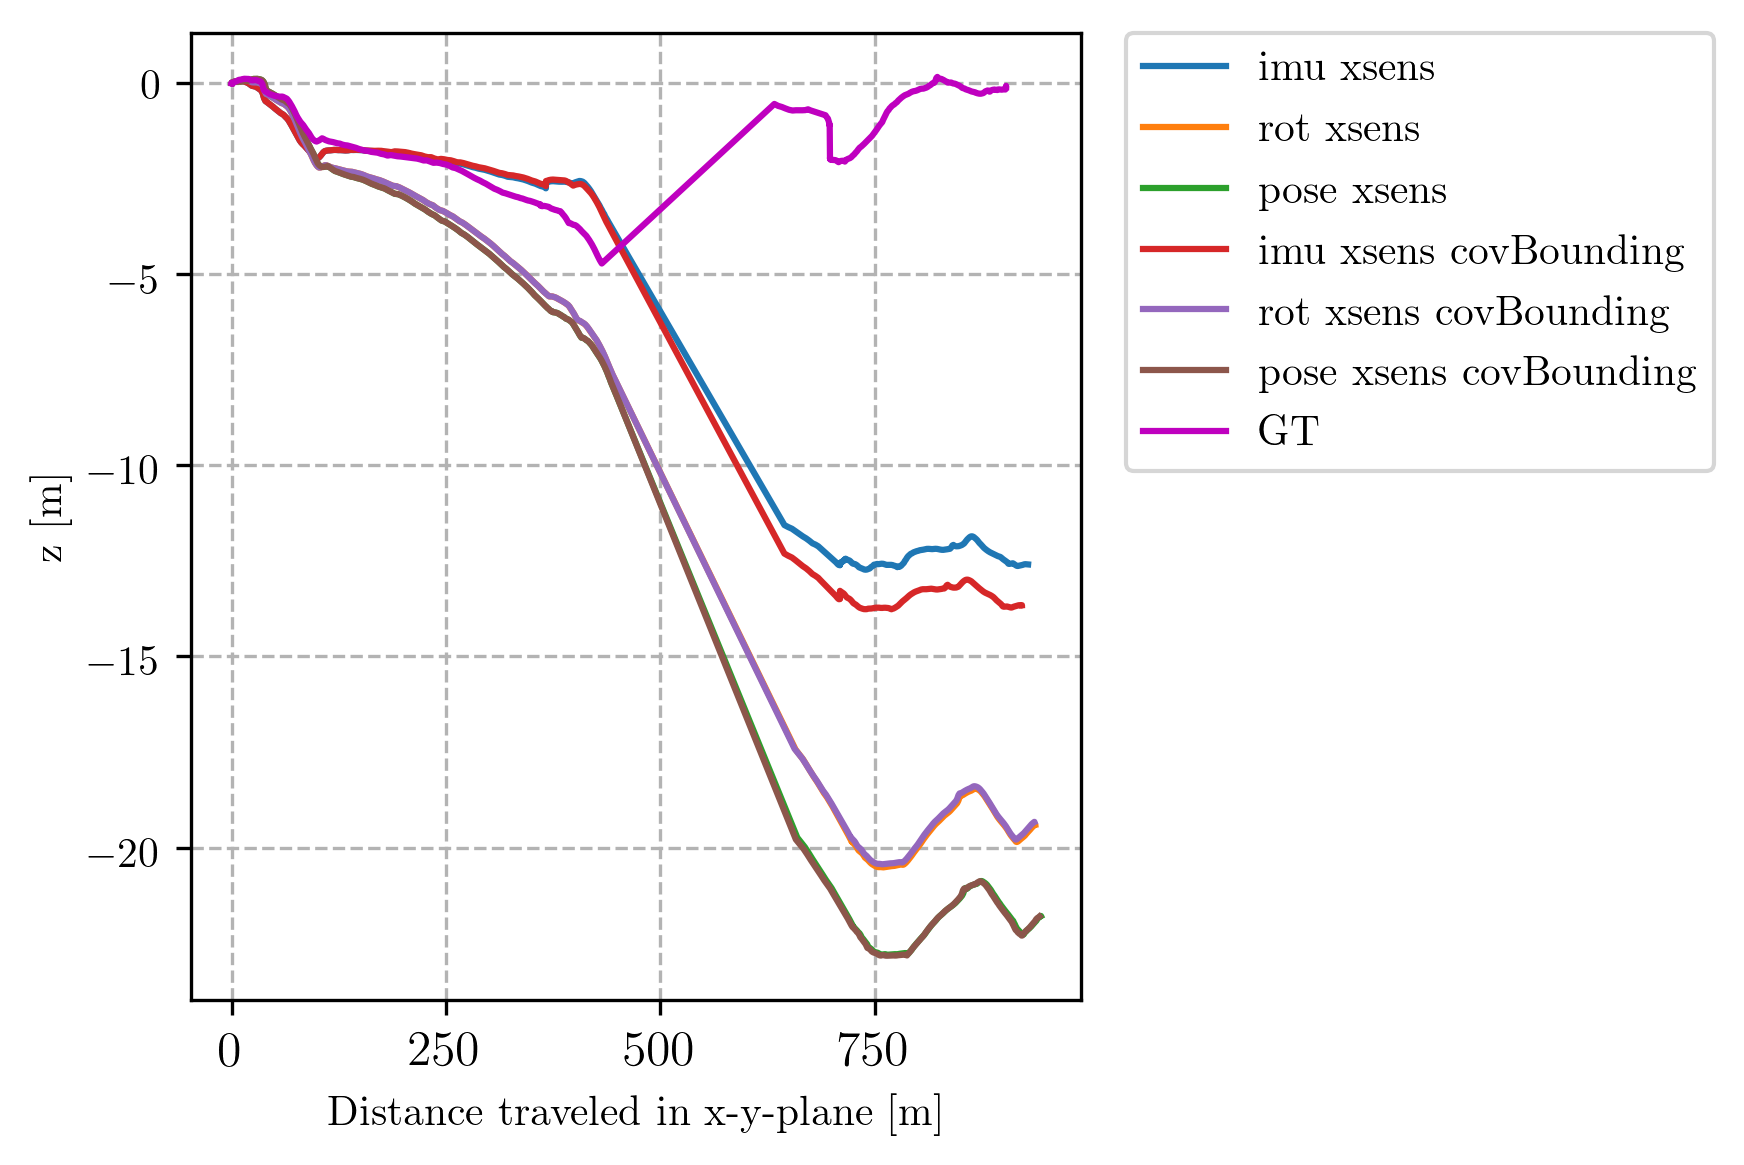 0
−5
−10
−15
−20
z [m]
0 250 500 750
Distance traveled in x-y-plane [m]
imu xsens
rot xsens
pose xsens
imu xsens covBounding
rot xsens covBounding
pose xsens covBounding
GT